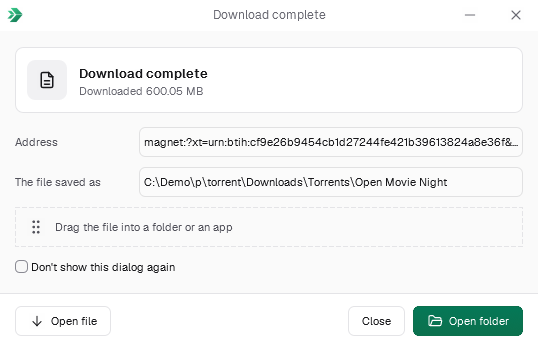 Download complete
Download complete
Downloaded 600.05 MB
Address
magnet:?xt=urn:btih:cf9e26b9454cb1d27244fe421b39613824a8e36f&...
The file saved as
C:\Demo\p\torrent\Downloads\Torrents\Open Movie Night
Drag the file into a folder or an app
Don't show this dialog again
Open file
Close
Open folder